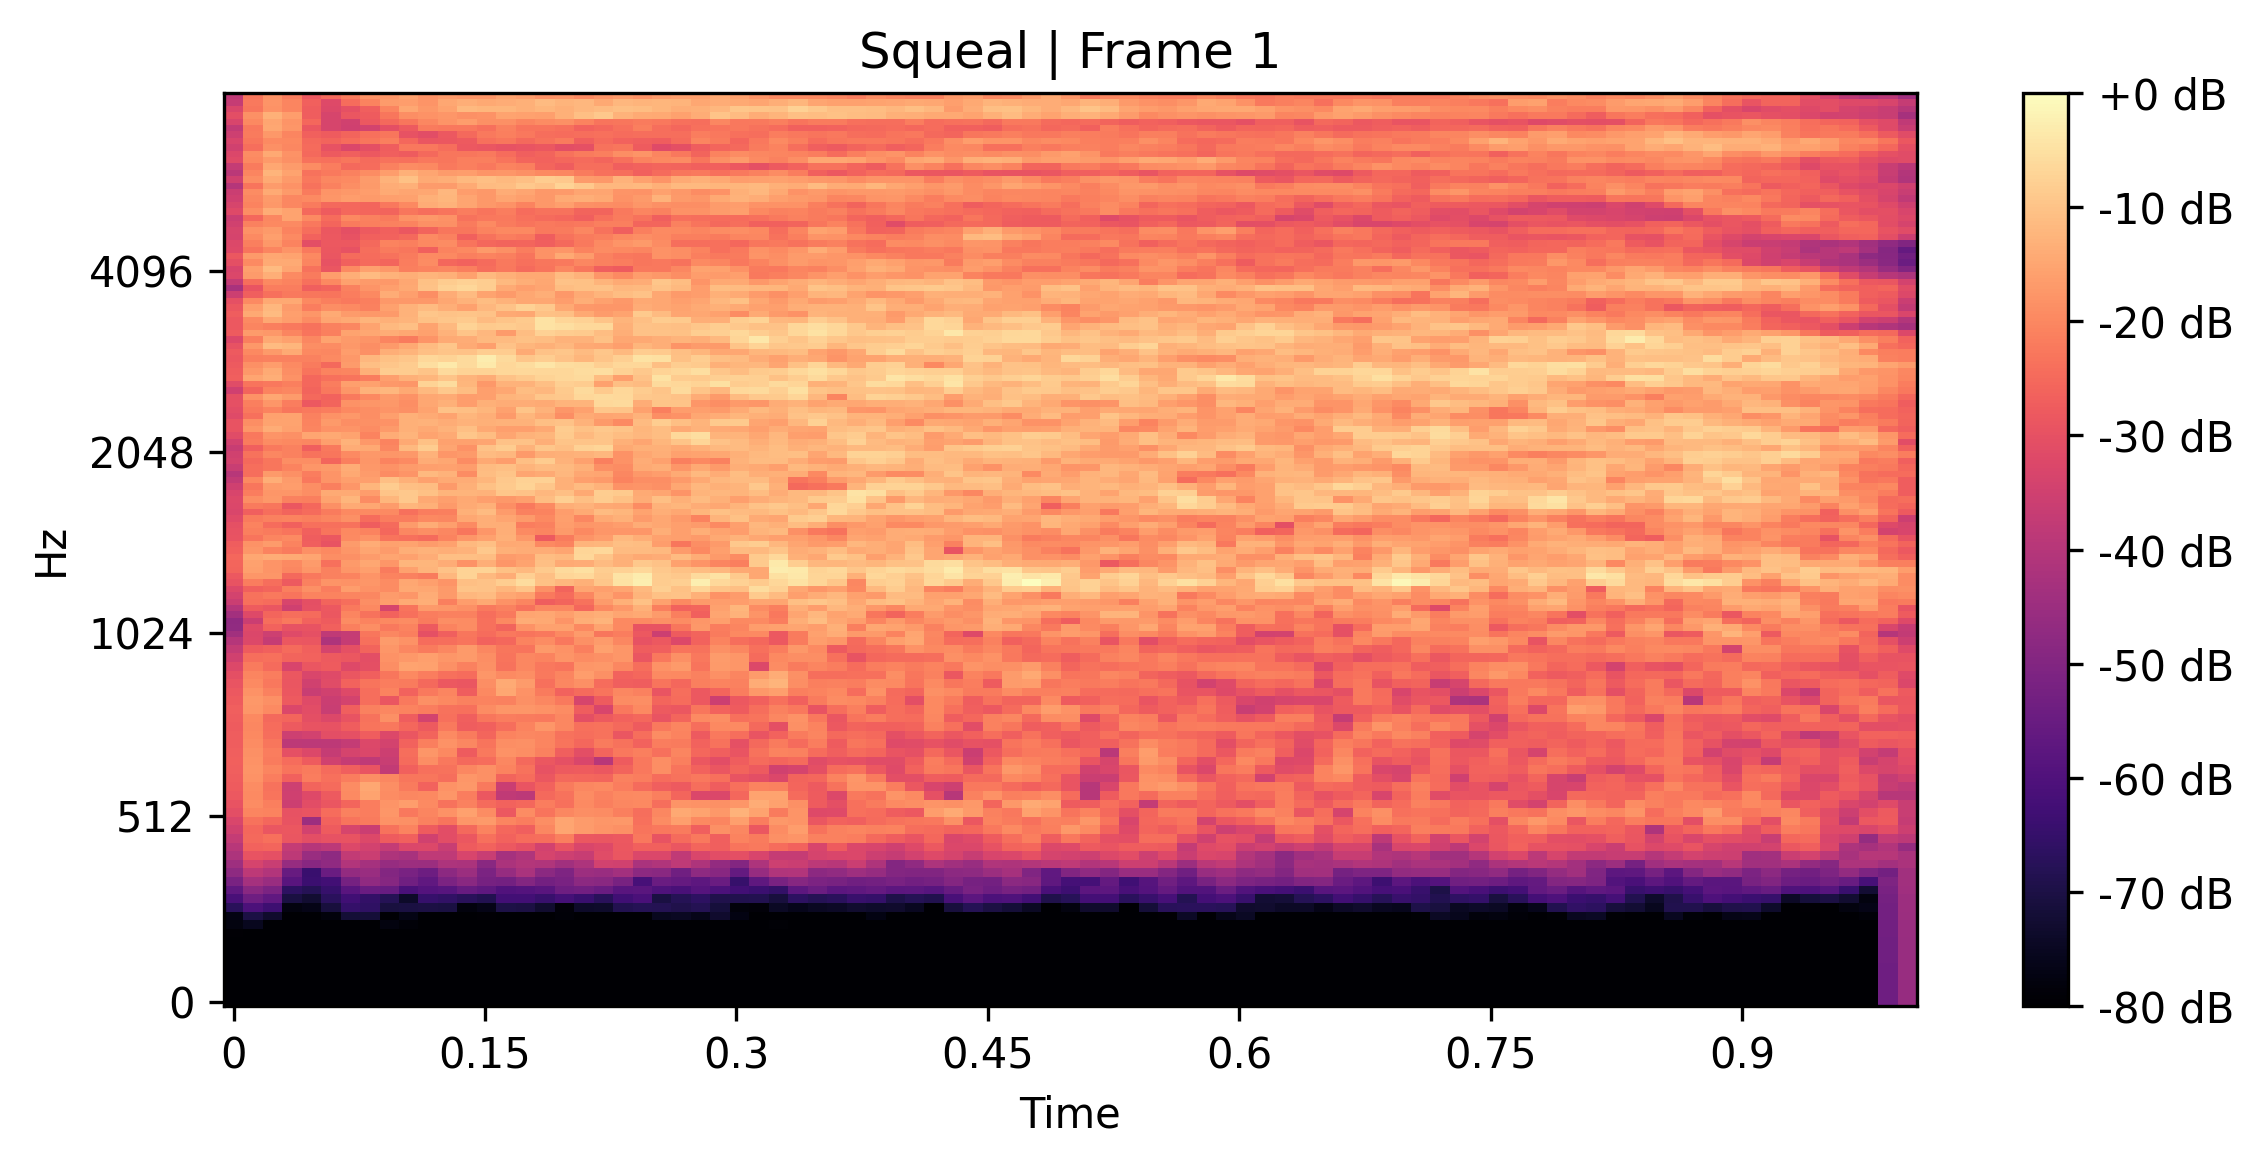 Squeal | Frame 1
+0 dB
-10 dB
-20 dB
-30 dB
-40 dB
-50 dB
-60 dB
-70 dB
-80 dB
4096
2048
1024
512
0
Hz
0 0.15 0.3 0.45 0.6 0.75 0.9
Time